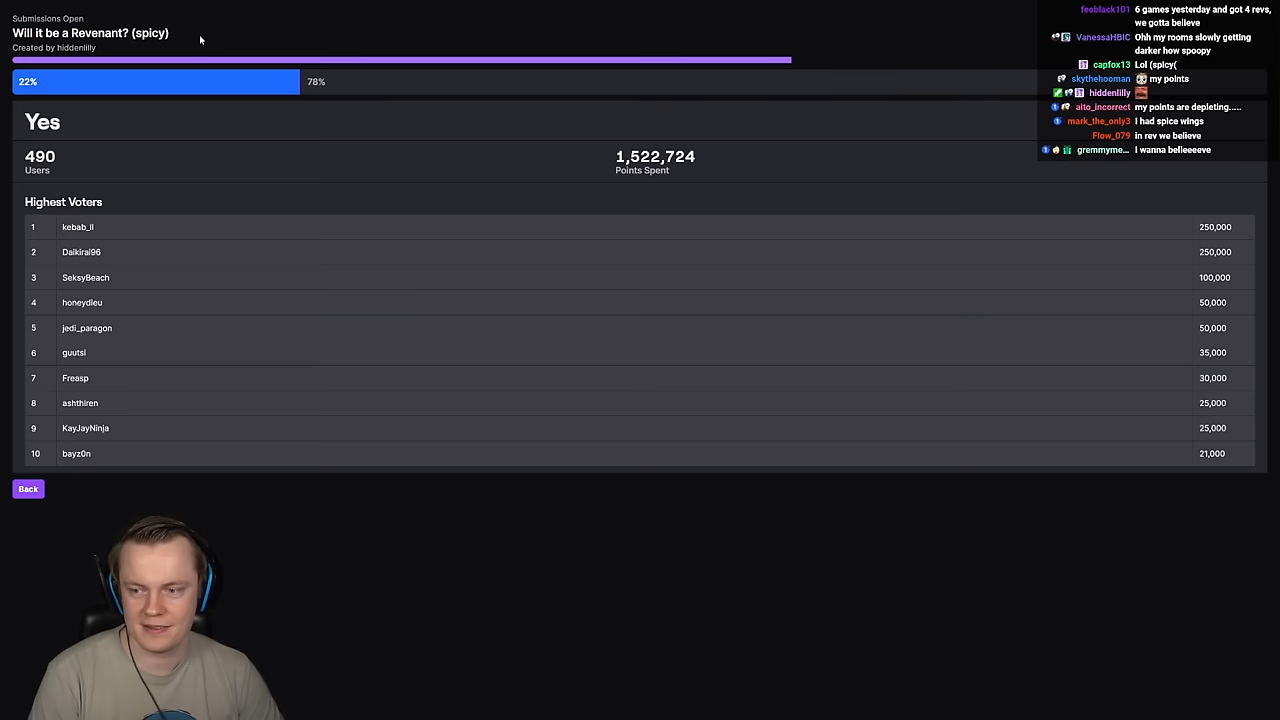 Submissions Open
Will it be a Revenant? (spicy)
Created by hiddenlilly
22%
78%
Yes
490
Users
1,522,724
Points Spent
Highest Voters
1 kebab_ll 250,000
2 Daikirai96 250,000
3 SeksyBeach 100,000
4 honeydieu 50,000
5 jedi_paragon 50,000
6 guutsi 35,000
7 Freasp 30,000
8 ashthiren 25,000
9 KayJayNinja 25,000
10 bayz0n 21,000
Back
feoblack101 6 games yesterday and got 4 revs,
we gotta believe
VanessaHBIC Ohh my rooms slowly getting
darker how spoopy
capfox13 Lol (spicy(
skythehooman my points
hiddenlilly
aito_incorrect my points are depleting.....
mark_the_only3 I had spice wings
Flow_079 in rev we believe
gremmyme... I wanna belieeeeve